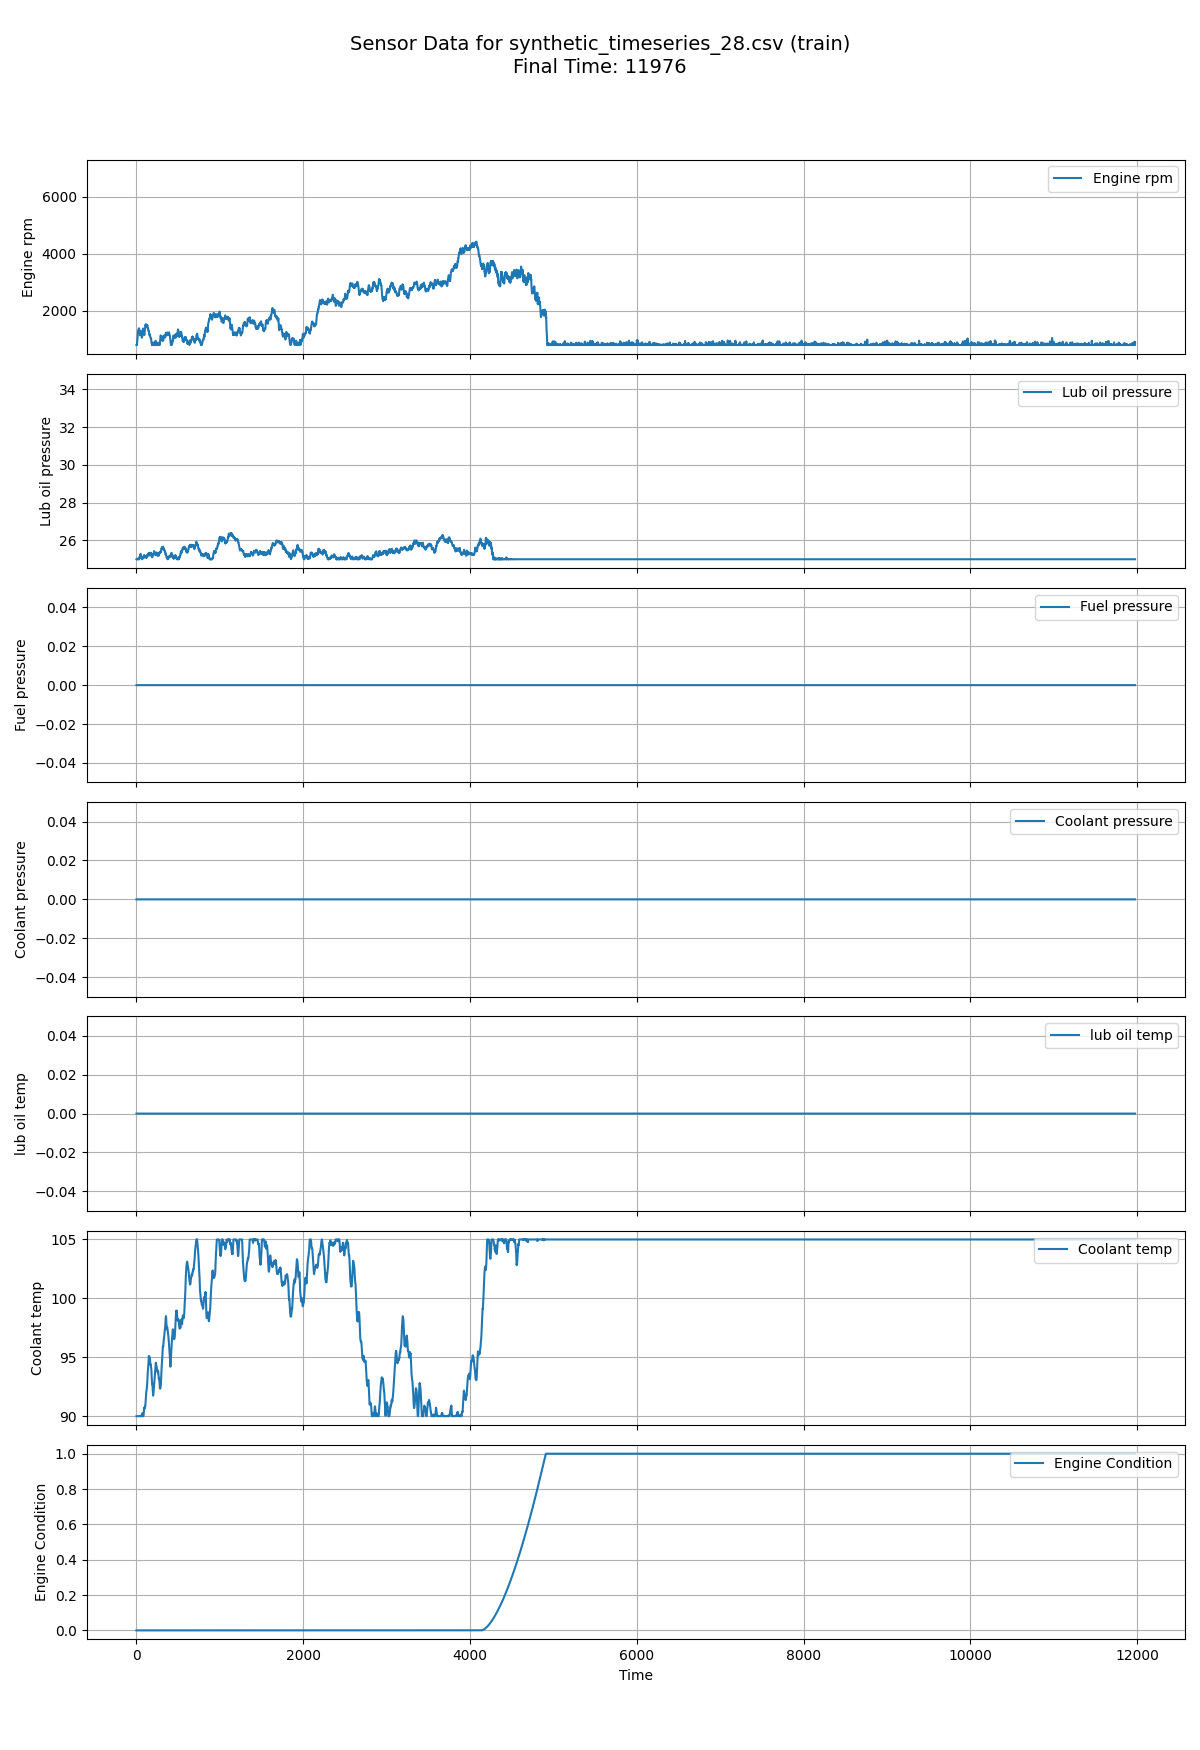 Sensor Data for synthetic_timeseries_28.csv (train)
Final Time: 11976
Engine rpm
6000
4000
2000
Engine rpm
Lub oil pressure
34
32
30
28
26
Lub oil pressure
Fuel pressure
0.04
0.02
0.00
−0.02
−0.04
Fuel pressure
Coolant pressure
0.04
0.02
0.00
−0.02
−0.04
Coolant pressure
lub oil temp
0.04
0.02
0.00
−0.02
−0.04
lub oil temp
Coolant temp
105
100
95
90
Coolant temp
Engine Condition
1.0
0.8
0.6
0.4
0.2
0.0
Engine Condition
0 2000 4000 6000 8000 10000 12000
Time